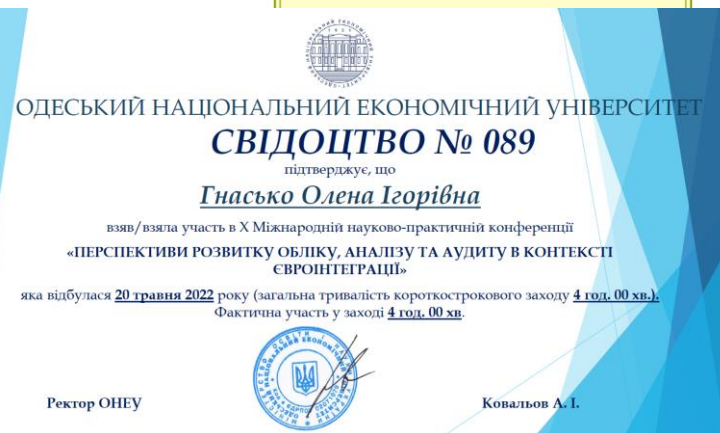 ОДЕСЬКИЙ НАЦІОНАЛЬНИЙ ЕКОНОМІЧНИЙ УНІВЕРСИТЕТ
СВІДОЦТВО № 089
підтверджує, що
Гнасько Олена Ігорівна
взяв/взяла участь в X Міжнародній науково-практичній конференції
«ПЕРСПЕКТИВИ РОЗВИТКУ ОБЛІКУ, АНАЛІЗУ ТА АУДИТУ В КОНТЕКСТІ
ЄВРОІНТЕГРАЦІЇ»
яка відбулася 20 травня 2022 року (загальна тривалість короткострокового заходу 4 год. 00 хв.).
Фактична участь у заході 4 год. 00 хв.
Ректор ОНЕУ
Ковальов А. І.